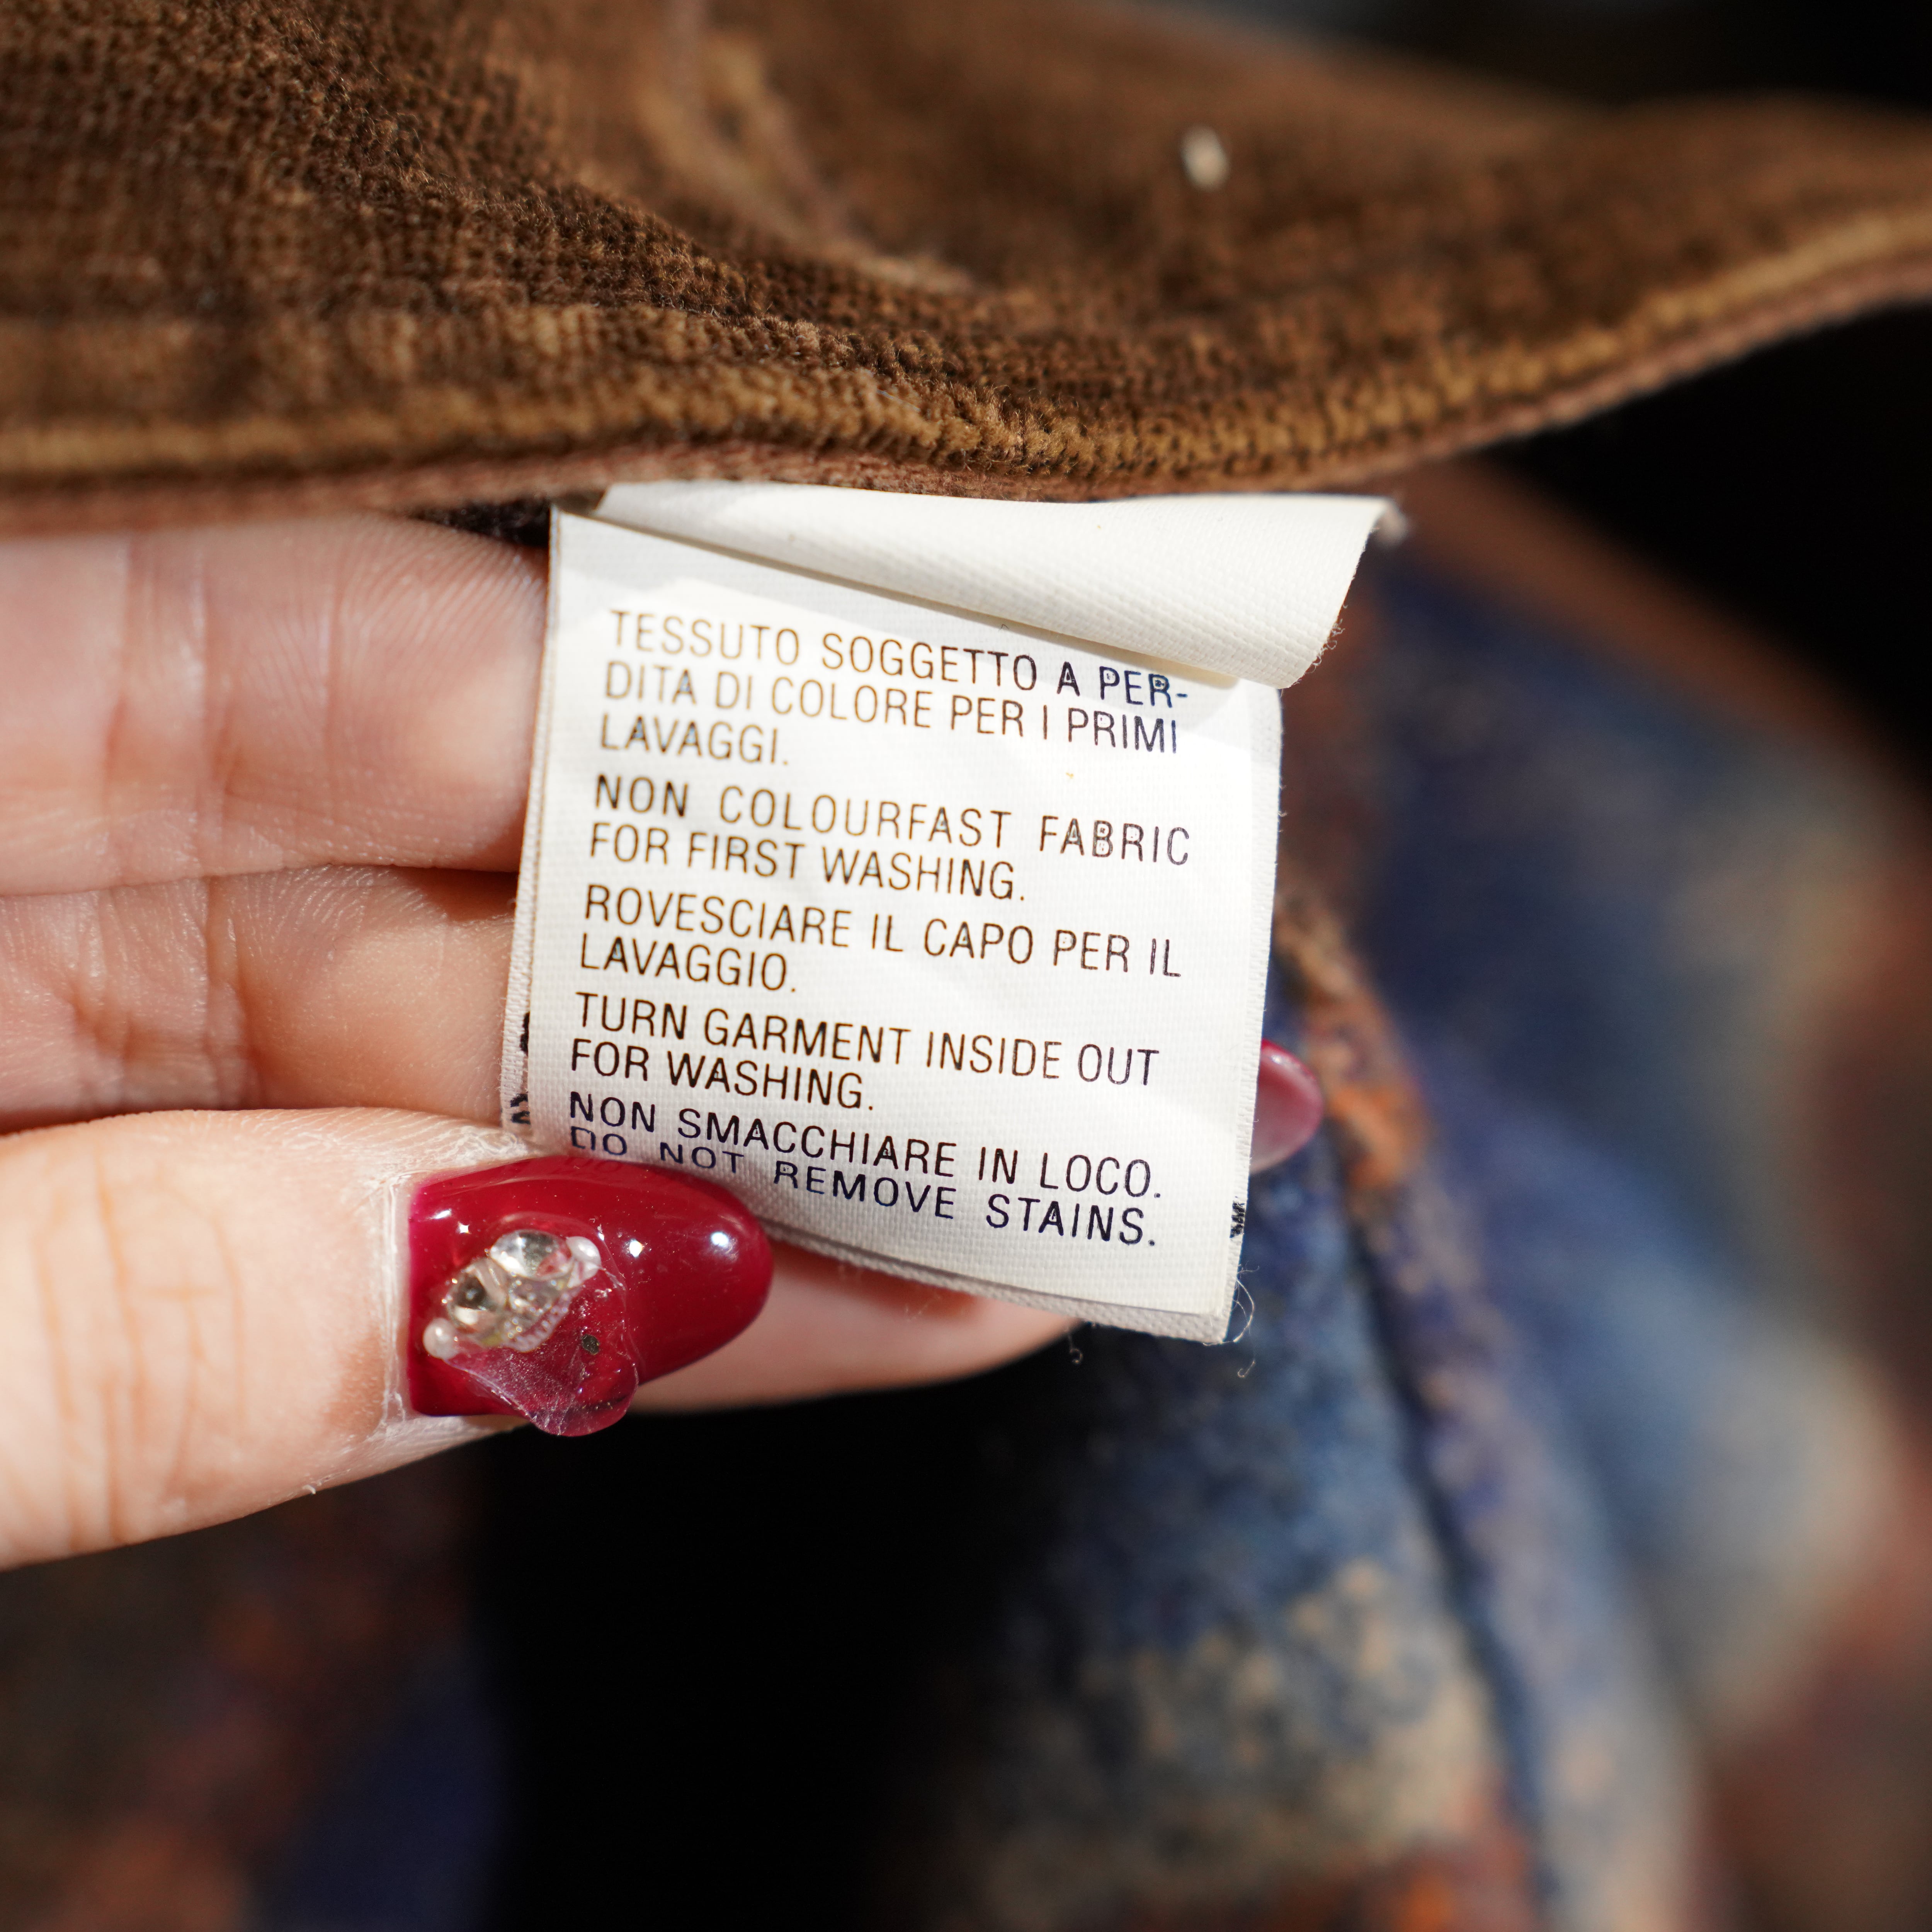 TESSUTO SOGGETTO A PER-
DITA DI COLORE PER I PRIMI
LAVAGGI.
NON COLOURFAST FABRIC
FOR FIRST WASHING.
ROVESCIARE IL CAPO PER IL
LAVAGGIO.
TURN GARMENT INSIDE OUT
FOR WASHING.
NON SMACCHIARE IN LOCO.
DO NOT REMOVE STAINS.